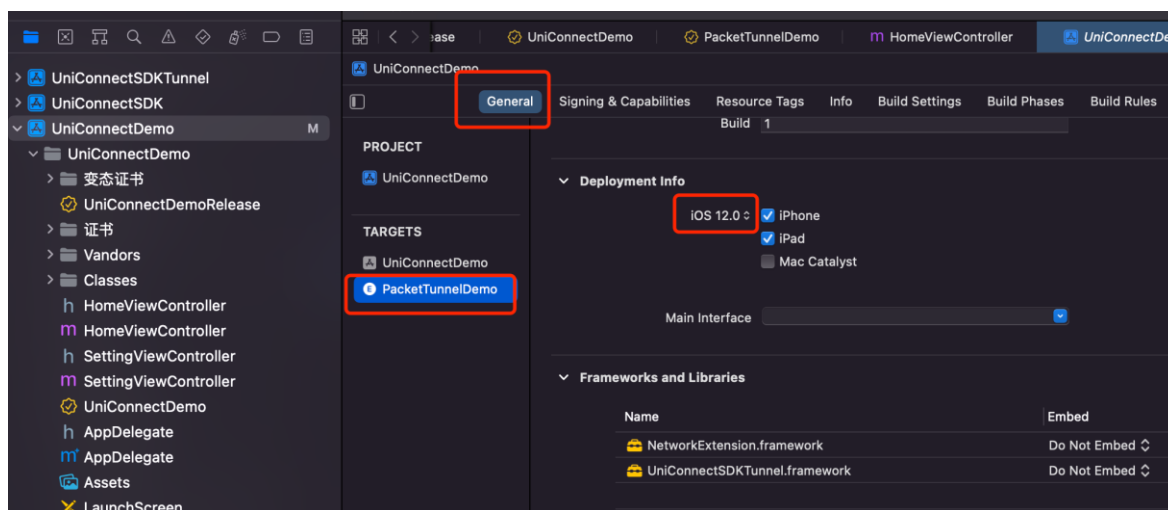 ase
UniConnectDemo
PacketTunnelDemo
HomeViewController
UniConnectDe
UniConnectSDKTunnel
UniConnectSDK
UniConnectDemo M
UniConnectDemo
变态证书
UniConnectDemoRelease
证书
Vandors
Classes
h HomeViewController
m HomeViewController
h SettingViewController
m SettingViewController
UniConnectDemo
h AppDelegate
m AppDelegate
Assets
LaunchScreen
UniConnectDemo
General Signing & Capabilities Resource Tags Info Build Settings Build Phases Build Rules
PROJECT
UniConnectDemo
TARGETS
UniConnectDemo
E PacketTunnelDemo
Build 1
Deployment Info
iOS 12.0 iPhone
iPad
Mac Catalyst
Main Interface
Frameworks and Libraries
Name Embed
NetworkExtension.framework Do Not Embed
UniConnectSDKTunnel.framework Do Not Embed